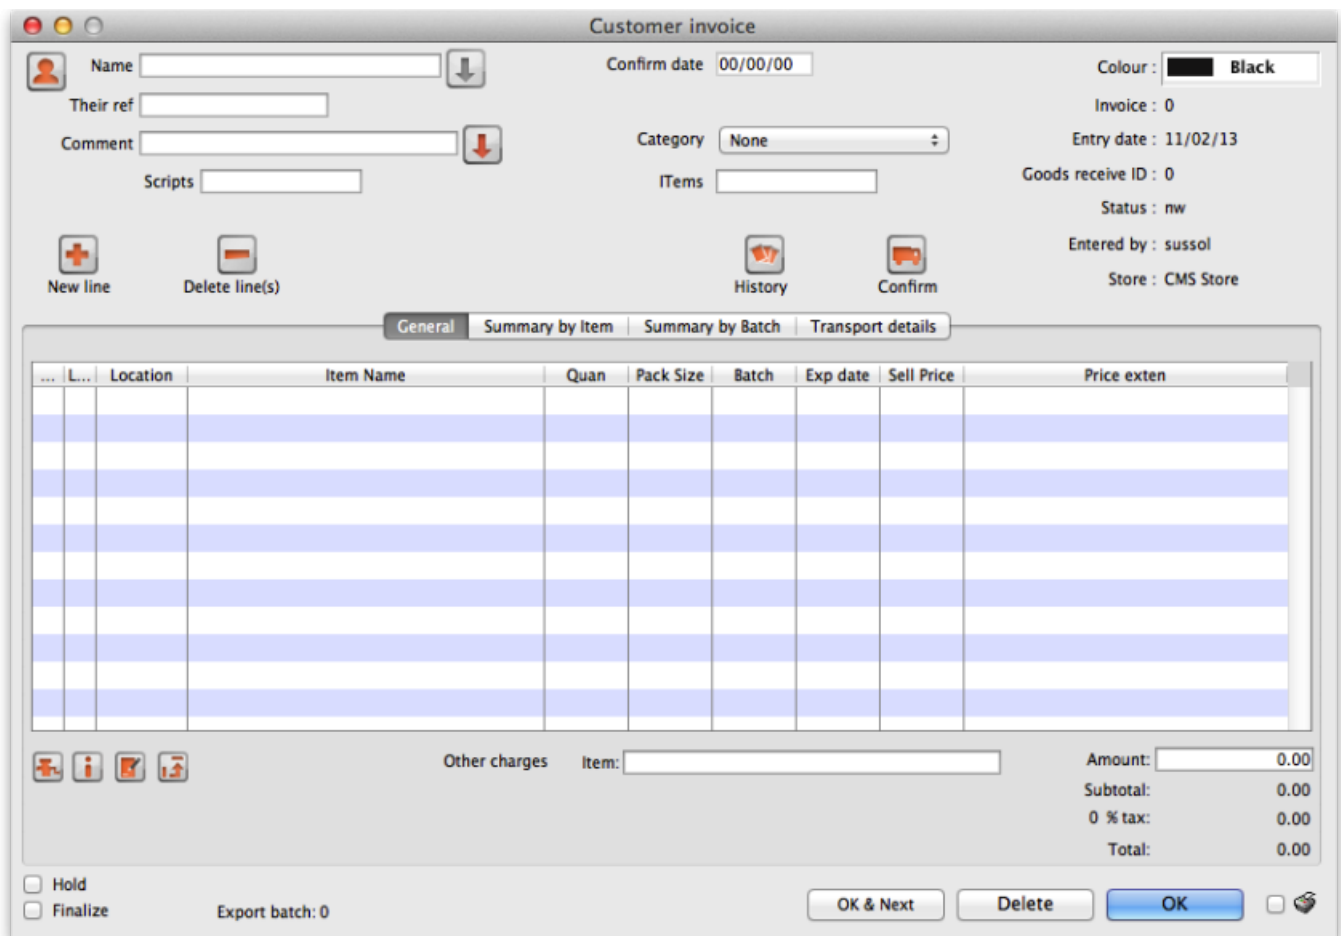 Customer invoice
Name
Confirm date 00/00/00
Colour : Black
Their ref
Invoice : 0
Comment
Category None
Entry date : 11/02/13
Scripts
ITems
Goods receive ID : 0
Status : nw
Entered by : sussol
Store : CMS Store
New line
Delete line(s)
History
Confirm
General Summary by Item Summary by Batch Transport details
... L... Location Item Name Quan Pack Size Batch Exp date Sell Price Price exten
Other charges Item: Amount: 0.00
Subtotal: 0.00
0 % tax: 0.00
Total: 0.00
Hold
Finalize
Export batch: 0
OK & Next Delete OK